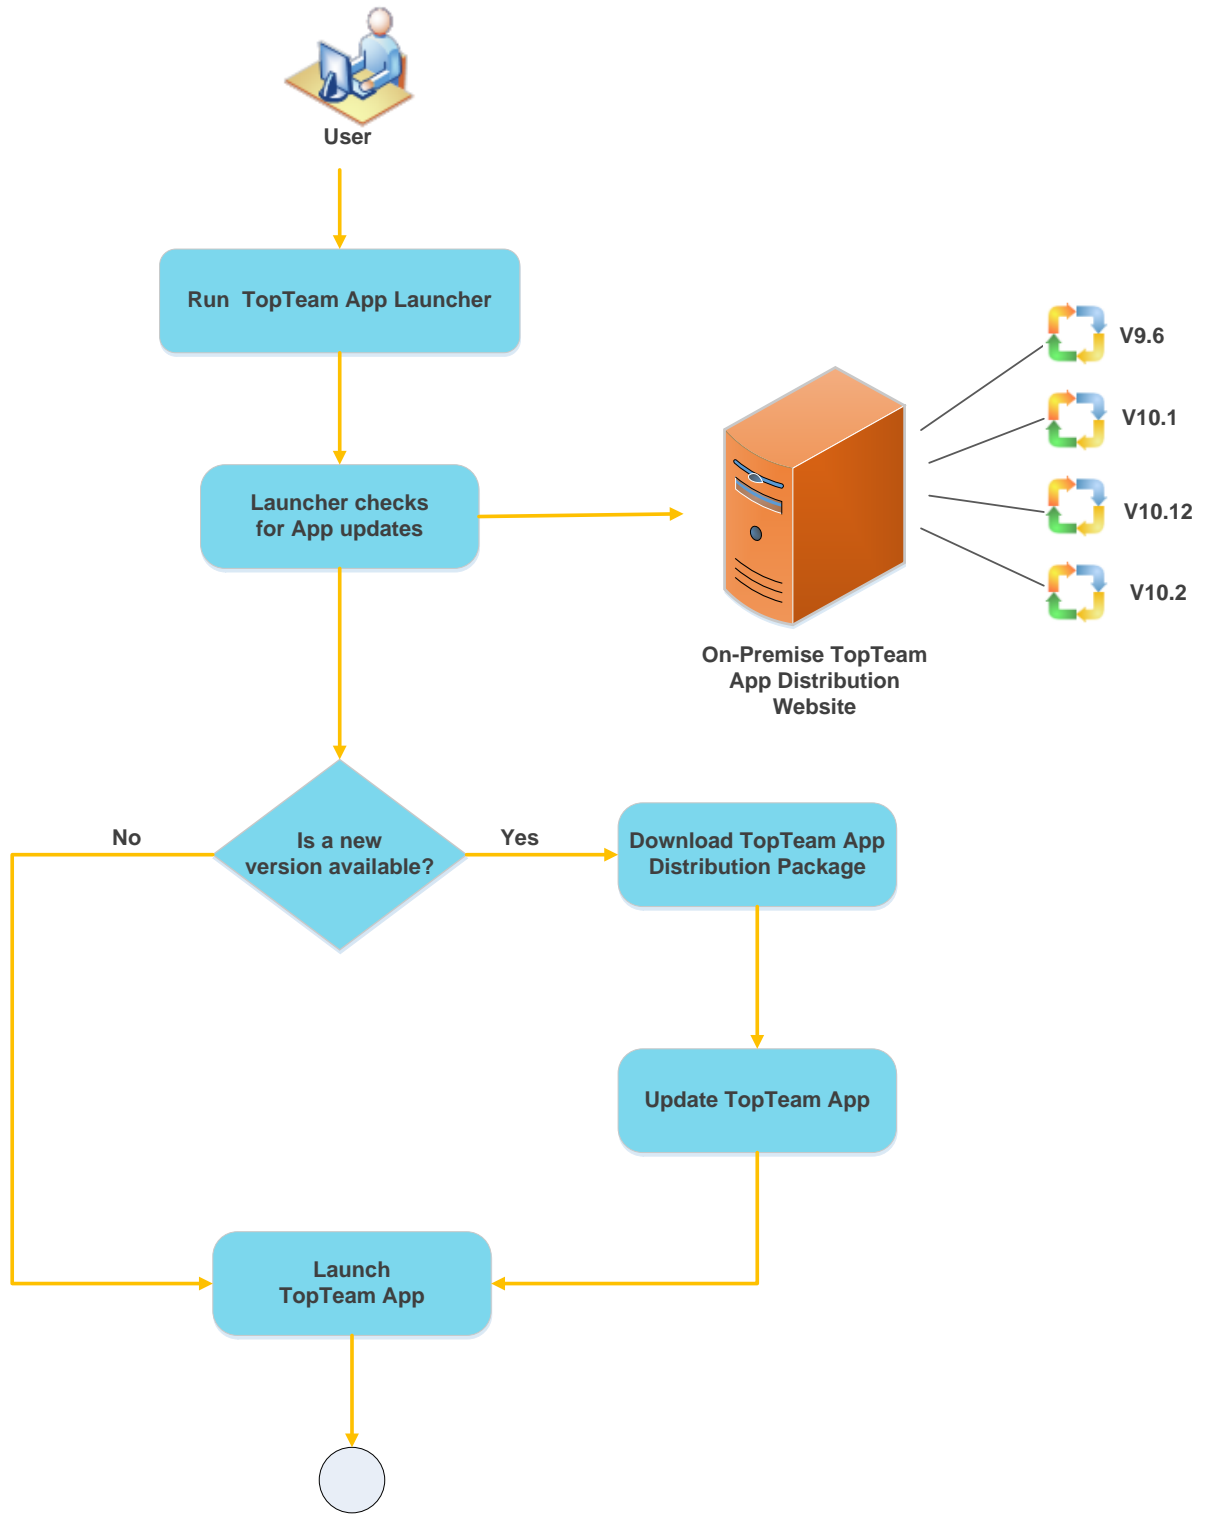 User
Run  TopTeam App Launcher
V9.6
V10.1
Launcher checks
for App updates
V10.12
V10.2
On-Premise TopTeam
App Distribution
Website
No
Is a new
version available?
Yes
Download TopTeam App
Distribution Package
Update TopTeam App
Launch
TopTeam App